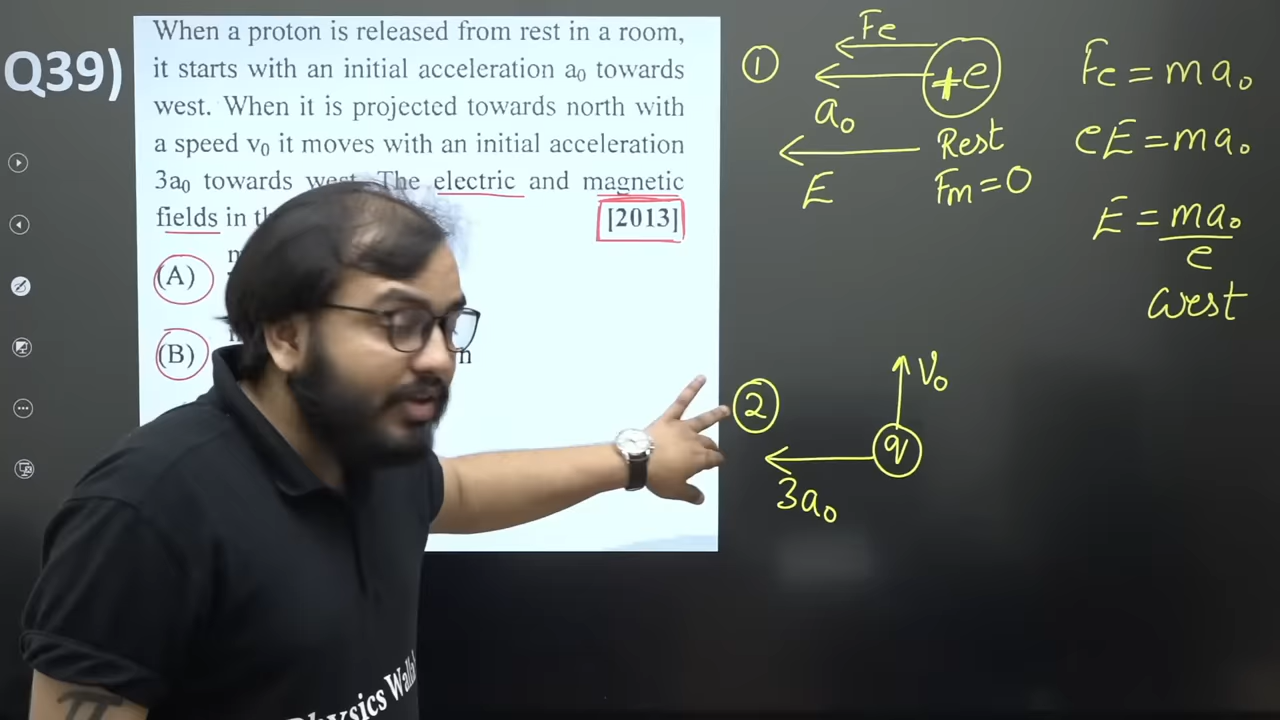 Q39)
When a proton is released from rest in a room,
it starts with an initial acceleration a₀ towards
west. When it is projected towards north with
a speed v₀ it moves with an initial acceleration
3a₀ towards west. The electric and magnetic
fields in [2013]
(A)
(B)
①
Fe
+e
a₀
E
Rest
Fm = 0
Fe = ma₀
eE = ma₀
E = ma₀/e
west
②
v₀
q
3a₀
Physics Wallah
π